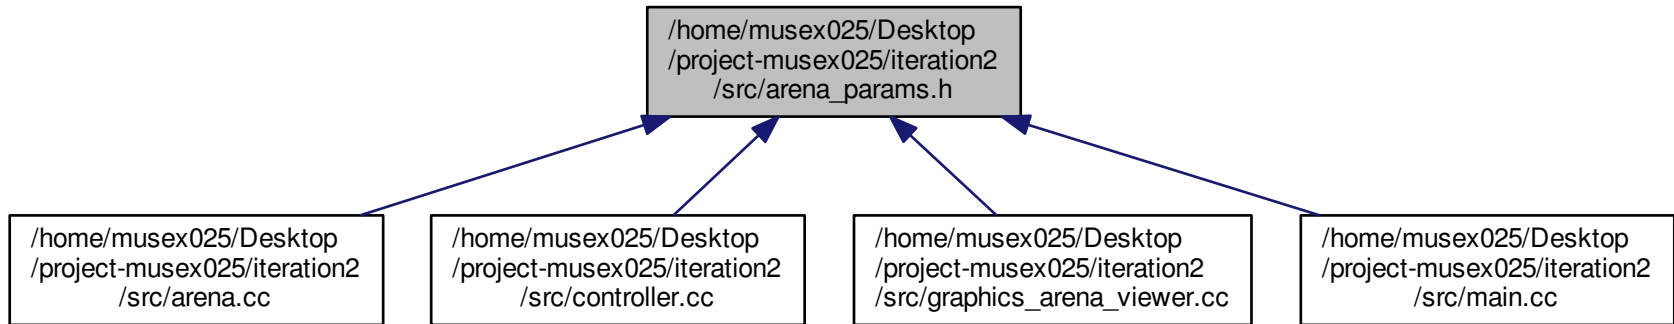 /home/musex025/Desktop
/project-musex025/iteration2
/src/arena_params.h
/home/musex025/Desktop
/project-musex025/iteration2
/src/arena.cc
/home/musex025/Desktop
/project-musex025/iteration2
/src/controller.cc
/home/musex025/Desktop
/project-musex025/iteration2
/src/graphics_arena_viewer.cc
/home/musex025/Desktop
/project-musex025/iteration2
/src/main.cc